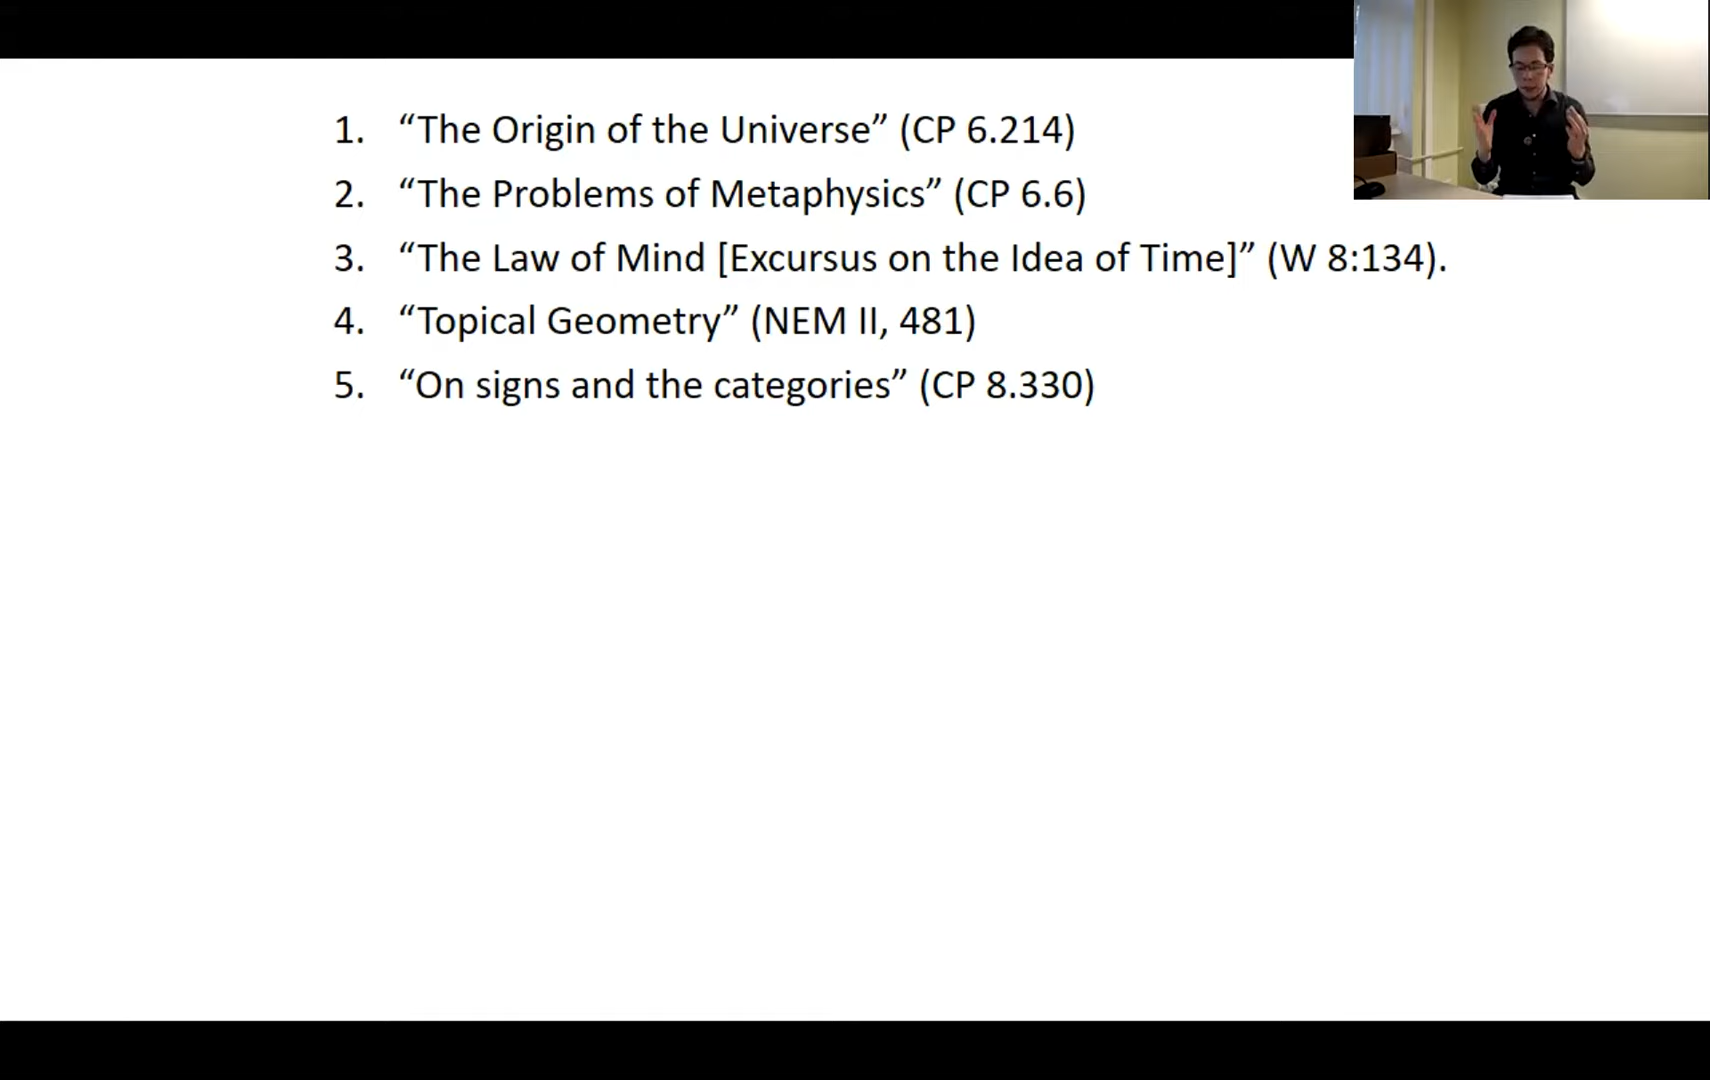 1. “The Origin of the Universe” (CP 6.214)
2. “The Problems of Metaphysics” (CP 6.6)
3. “The Law of Mind [Excursus on the Idea of Time]” (W 8:134).
4. “Topical Geometry” (NEM II, 481)
5. “On signs and the categories” (CP 8.330)